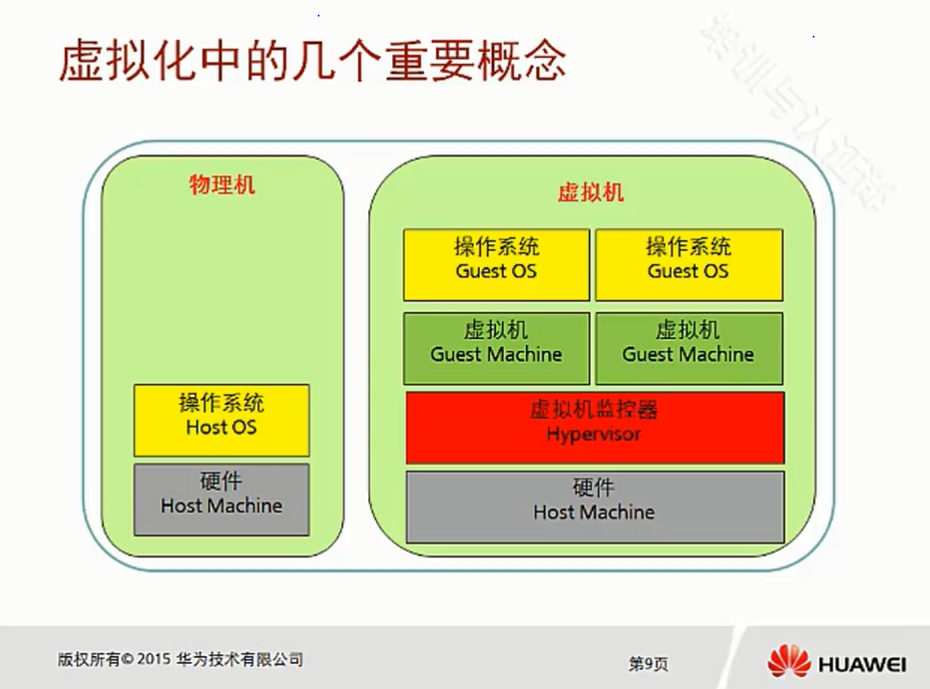 虚拟化中的几个重要概念
培训与认证证
物理机
操作系统
Host OS
硬件
Host Machine
虚拟机
操作系统
Guest OS
操作系统
Guest OS
虚拟机
Guest Machine
虚拟机
Guest Machine
虚拟机监控器
Hypervisor
硬件
Host Machine
版权所有© 2015 华为技术有限公司
第9页
HUAWEI